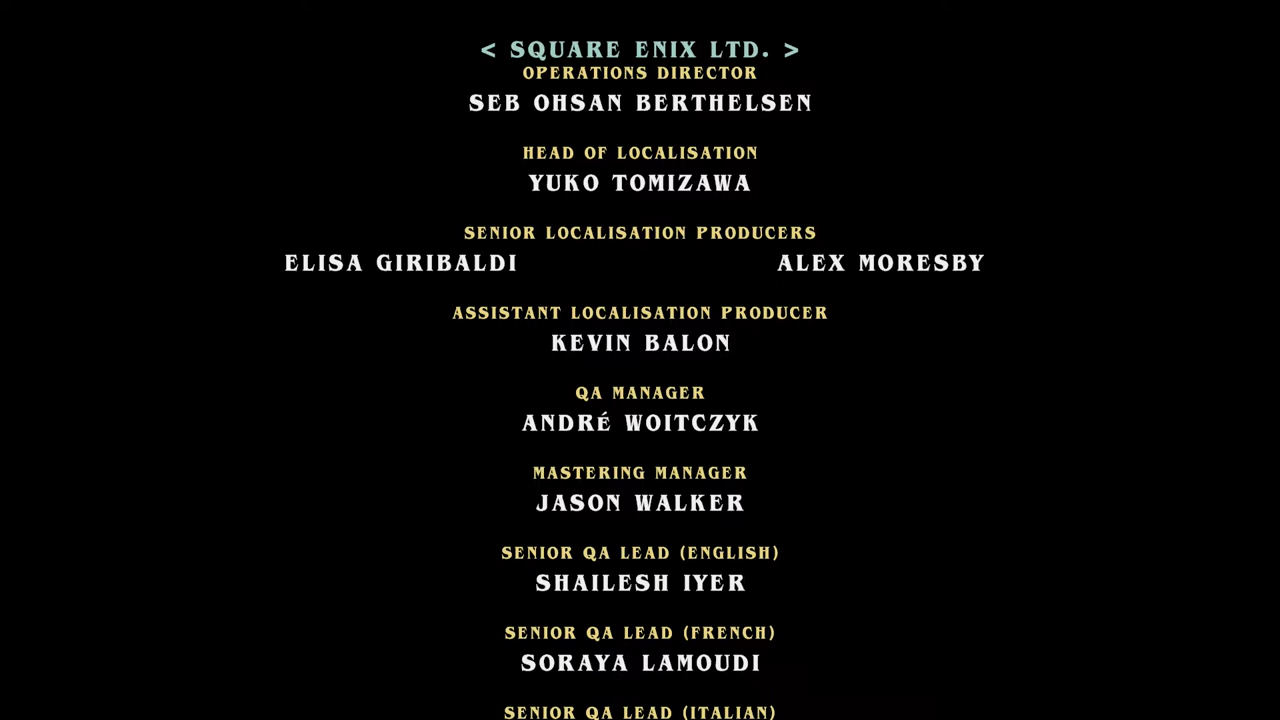 < SQUARE ENIX LTD. >
OPERATIONS DIRECTOR
SEB OHSAN BERTHELSEN
HEAD OF LOCALISATION
YUKO TOMIZAWA
SENIOR LOCALISATION PRODUCERS
ELISA GIRIBALDI ALEX MORESBY
ASSISTANT LOCALISATION PRODUCER
KEVIN BALON
QA MANAGER
ANDRÉ WOITCZYK
MASTERING MANAGER
JASON WALKER
SENIOR QA LEAD (ENGLISH)
SHAILESH IYER
SENIOR QA LEAD (FRENCH)
SORAYA LAMOUDI
SENIOR QA LEAD (ITALIAN)